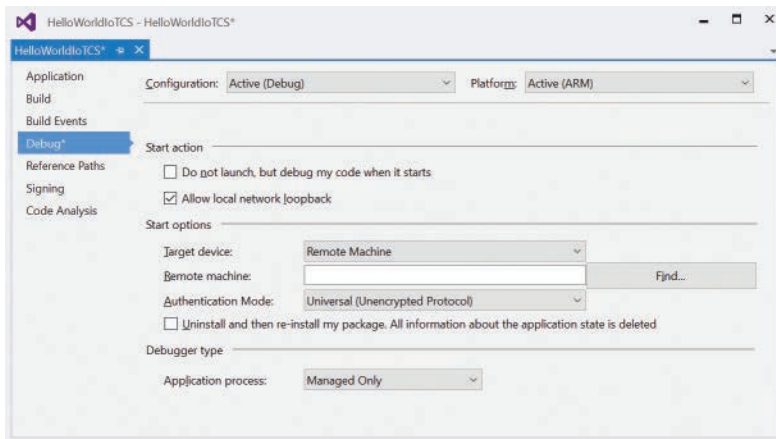 HelloWorldIoTCS - HelloWorldIoTCS*
HelloWorldIoTCS*
Application
Configuration: Active (Debug) Platform: Active (ARM)
Build
Build Events
Debug*
Start action
Reference Paths
Do not launch, but debug my code when it starts
Signing
Allow local network loopback
Code Analysis
Start options
Target device: Remote Machine
Remote machine: Find...
Authentication Mode: Universal (Unencrypted Protocol)
Uninstall and then re-install my package. All information about the application state is deleted
Debugger type
Application process: Managed Only